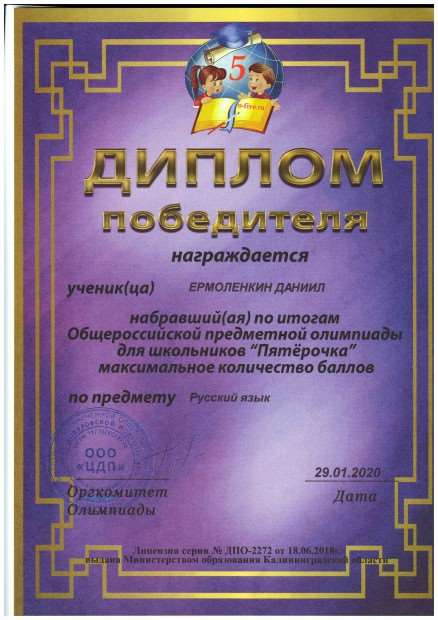 5
n-five.ru
ДИПЛОМ
победителя
награждается
ученик(ца) ЕРМОЛЕНКИН ДАНИИЛ
набравший(ая) по итогам
Общероссийской предметной олимпиады
для школьников "Пятёрочка"
максимальное количество баллов
по предмету Русский язык
ООО
«ЦДП»
29.01.2020
Оргкомитет Дата
Олимпиады
Лицензия серия № ДПО-2272 от 18.06.2018г.
выдана Министерством образования Калининградской области